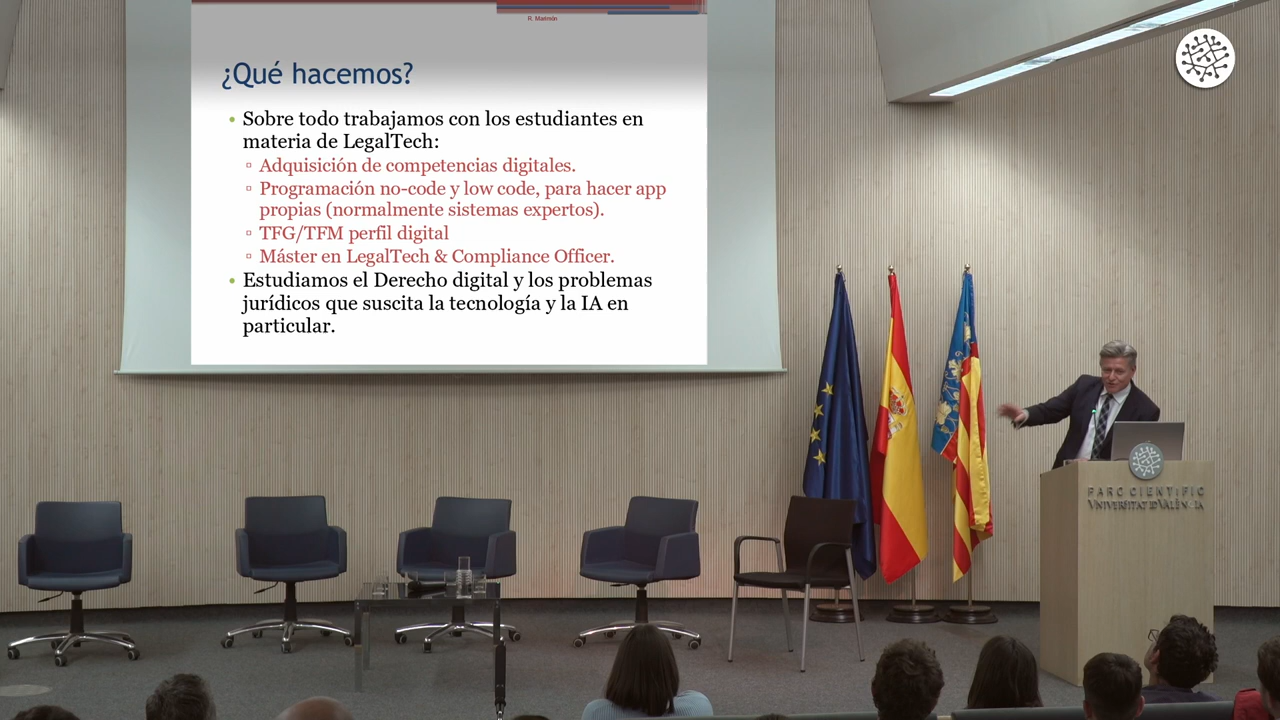 R. Marimón
¿Qué hacemos?
• Sobre todo trabajamos con los estudiantes en
materia de LegalTech:
▫ Adquisición de competencias digitales.
▫ Programación no-code y low code, para hacer app
propias (normalmente sistemas expertos).
▫ TFG/TFM perfil digital
▫ Máster en LegalTech & Compliance Officer.
• Estudiamos el Derecho digital y los problemas
jurídicos que suscita la tecnología y la IA en
particular.
PARC CIENTÍFIC
UNIVERSITAT ID VALÈNCIA